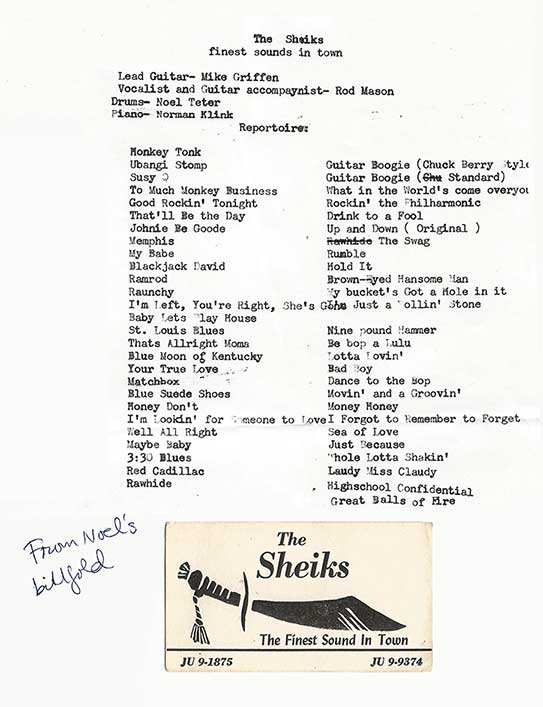 The Sheiks
finest sounds in town
Lead Guitar- Mike Griffen
Vocalist and Guitar accompaynist- Rod Mason
Drums- Noel Teter
Piano- Norman Klink
Repertoire:
Honkey Tonk
Ubangi Stomp
Susy Q
To Much Monkey Business
Good Rockin' Tonight
That'll Be the Day
Johnie Be Goode
Memphis
My Babe
Blackjack David
Ramrod
Raunchy
I'm Left, You're Right, She's Gone
Baby Lets Play House
St. Louis Blues
Thats Allright Moma
Blue Moon of Kentucky
Your True Love
Matchbox
Blue Suede Shoes
Honey Don't
I'm Lookin' for Someone to Love
Well All Right
Maybe Baby
3:30 Blues
Red Cadillac
Rawhide
Guitar Boogie (Chuck Berry Style
Guitar Boogie (Chu Standard)
What in the World's come overyou
Rockin' the Philharmonic
Drink to a Fool
Up and Down ( Original )
Rawhide The Swag
Rumble
Hold It
Brown-Eyed Hansome Man
My bucket's Got a Hole in it
Just a Rollin' Stone
Nine pound Hammer
Be bop a Lulu
Lotta Lovin'
Bad Boy
Dance to the Bop
Movin' and a Groovin'
Money Honey
I Forgot to Remember to Forget
Sea of Love
Just Because
Whole Lotta Shakin'
Laudy Miss Claudy
Highschool Confidential
Great Balls of Fire
From Noel's
billfold
The
Sheiks
The Finest Sound In Town
JU 9-1875
JU 9-9374